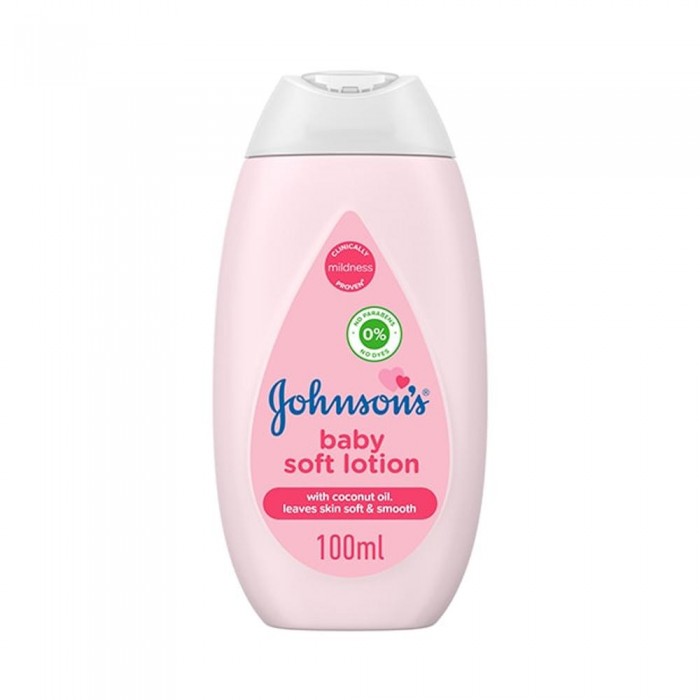 CLINICALLY
mildness
PROVEN*
NO PARABENS
0%
NO DYES
Johnson's®
baby
soft lotion
with coconut oil.
leaves skin soft & smooth
100ml